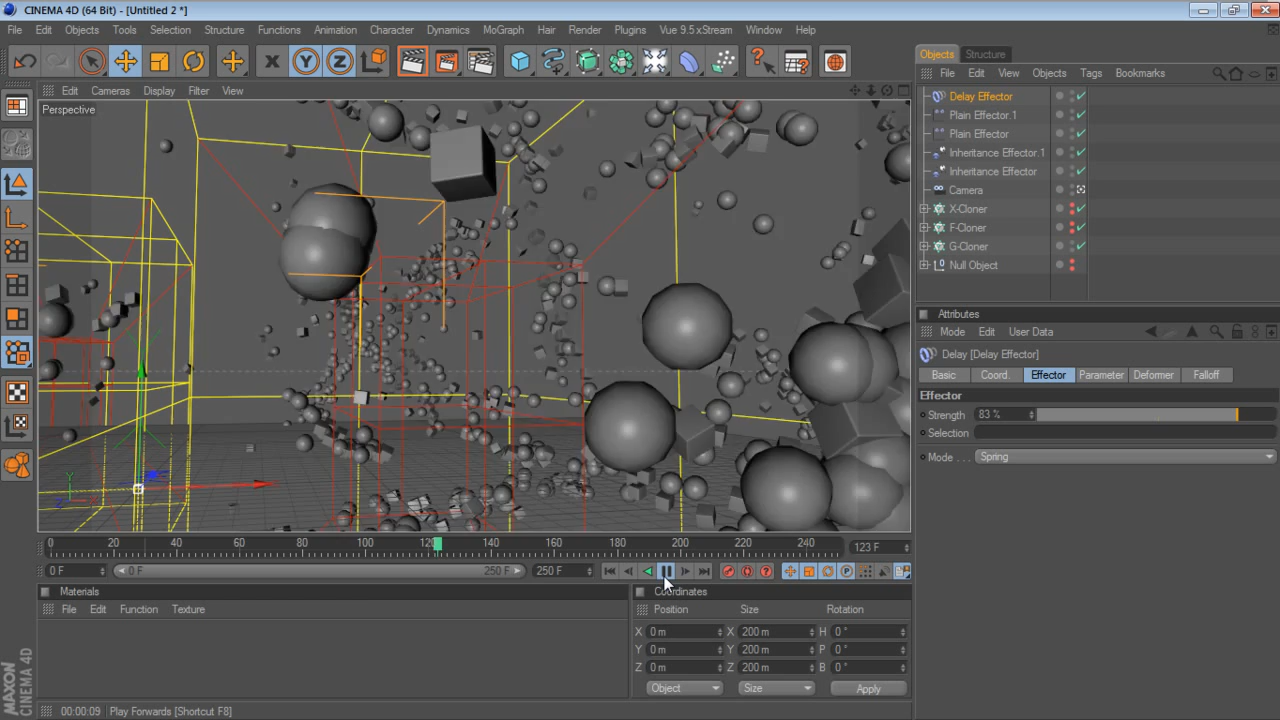 CINEMA 4D (64 Bit) - [Untitled 2 *]
File Edit Objects Tools Selection Structure Functions Animation Character Dynamics MoGraph Hair Render Plugins Vue 9.5 xStream Window Help
Edit Cameras Display Filter View
Perspective
Objects Structure
File Edit View Objects Tags Bookmarks
Delay Effector
Plain Effector.1
Plain Effector
Inheritance Effector.1
Inheritance Effector
Camera
X-Cloner
F-Cloner
G-Cloner
Null Object
Attributes
Mode Edit User Data
Delay [Delay Effector]
Basic Coord. Effector Parameter Deformer Falloff
Effector
Strength 83 %
Selection
Mode . . . Spring
0 20 40 60 80 100 120 140 160 180 200 220 240 123 F
0 F 0 F 250 F 250 F
Materials
File Edit Function Texture
Coordinates
Position Size Rotation
X 0 m X 200 m H 0 °
Y 0 m Y 200 m P 0 °
Z 0 m Z 200 m B 0 °
Object Size Apply
MAXON
CINEMA 4D
00:00:09 Play Forwards [Shortcut F8]